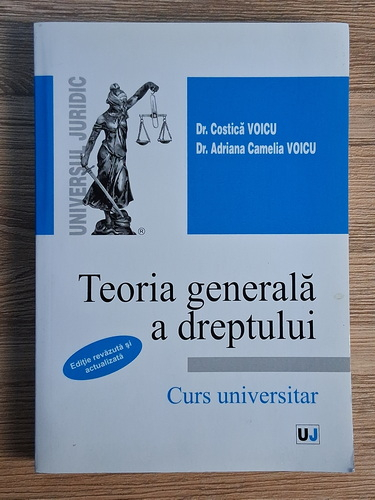 UNIVERSUL JURIDIC
®
Dr. Costică VOICU
Dr. Adriana Camelia VOICU
Teoria generală
a dreptului
Ediție revăzută și
actualizată
Curs universitar
UJ